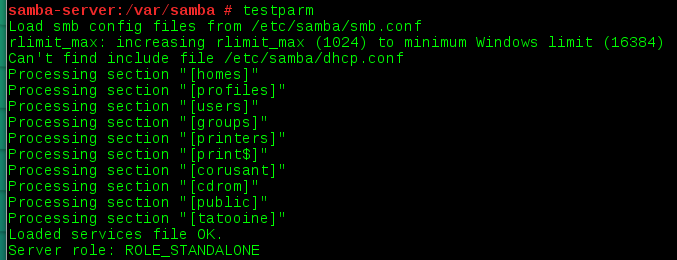 samba-server:/var/samba # testparm
Load smb config files from /etc/samba/smb.conf
rlimit_max: increasing rlimit_max (1024) to minimum Windows limit (16384)
Can't find include file /etc/samba/dhcp.conf
Processing section "[homes]"
Processing section "[profiles]"
Processing section "[users]"
Processing section "[groups]"
Processing section "[printers]"
Processing section "[print$]"
Processing section "[corusant]"
Processing section "[cdrom]"
Processing section "[public]"
Processing section "[tatooine]"
Loaded services file OK.
Server role: ROLE_STANDALONE